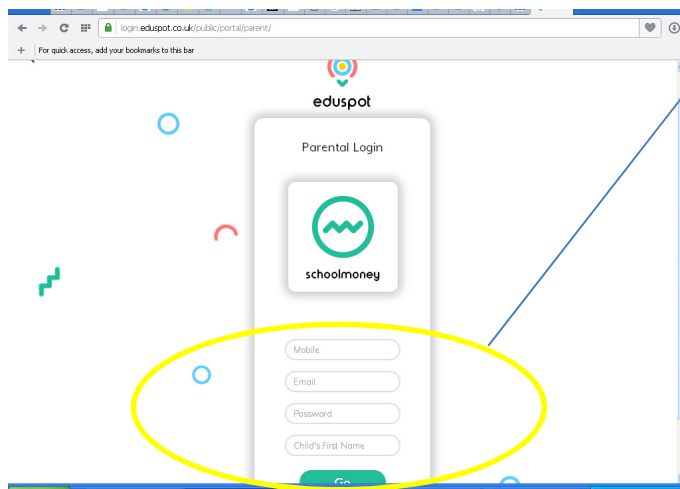 login.eduspot.co.uk/public/portal/parent/
For quick access, add your bookmarks to this bar
eduspot
Parental Login
schoolmoney
Mobile
Email
Password
Child's First Name
Go